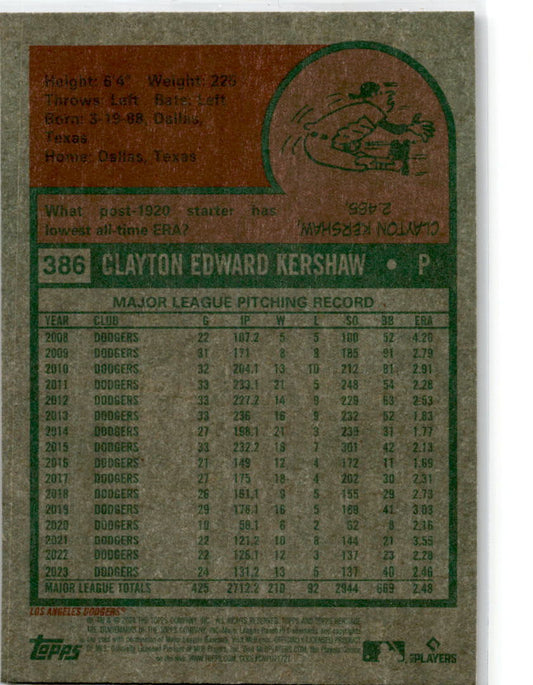 Height: 6'4" Weight: 225
Throws: Left Bats: Left
Born: 3-19-88, Dallas,
Texas
Home: Dallas, Texas
What post-1920 starter has
lowest all-time ERA?
CLAYTON KERSHAW,
2.465.
386 CLAYTON EDWARD KERSHAW • P
MAJOR LEAGUE PITCHING RECORD
YEAR CLUB G IP W L SO BB ERA
2008 DODGERS 22 107.2 5 5 100 52 4.26
2009 DODGERS 31 171 8 8 185 91 2.79
2010 DODGERS 32 204.1 13 10 212 81 2.91
2011 DODGERS 33 233.1 21 5 248 54 2.28
2012 DODGERS 33 227.2 14 9 229 63 2.53
2013 DODGERS 33 236 16 9 232 52 1.83
2014 DODGERS 27 198.1 21 3 239 31 1.77
2015 DODGERS 33 232.2 16 7 301 42 2.13
2016 DODGERS 21 149 12 4 172 11 1.69
2017 DODGERS 27 175 18 4 202 30 2.31
2018 DODGERS 26 161.1 9 5 155 29 2.73
2019 DODGERS 29 178.1 16 5 189 41 3.03
2020 DODGERS 10 58.1 6 2 62 8 2.16
2021 DODGERS 22 121.2 10 8 144 21 3.55
2022 DODGERS 22 126.1 12 3 137 23 2.28
2023 DODGERS 24 131.2 13 5 137 40 2.46
MAJOR LEAGUE TOTALS 425 2712.2 210 92 2944 669 2.48
LOS ANGELES DODGERS
topps
PLAYERS